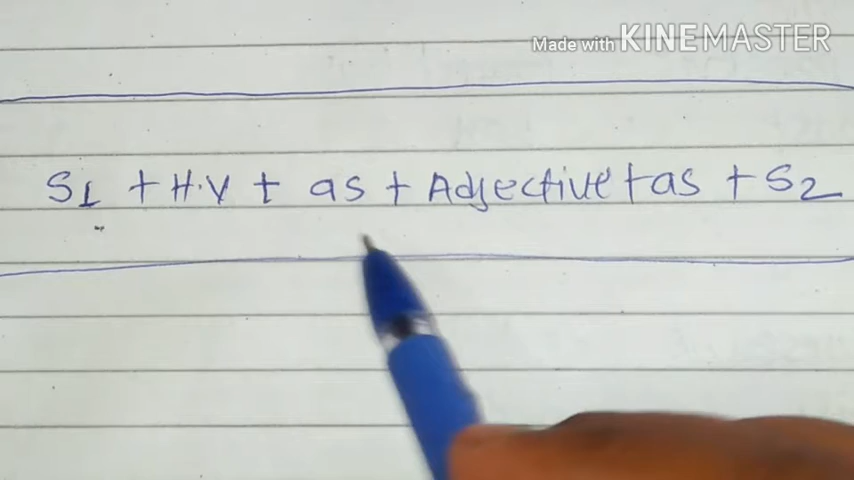 Made with KINEMASTER
S1 + H.V + as + Adjective + as + S2